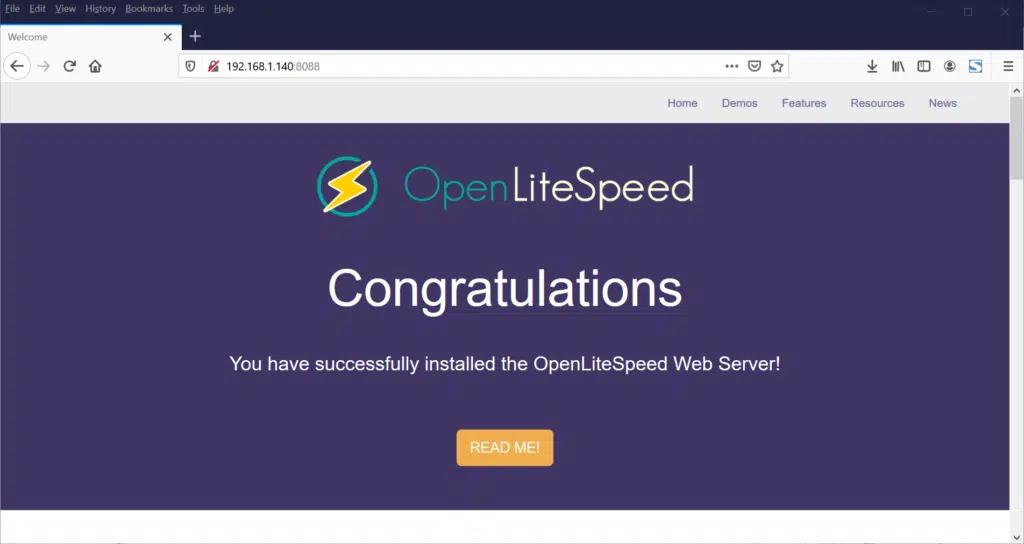 File Edit View History Bookmarks Tools Help
Welcome
192.168.1.140:8088
Home Demos Features Resources News
OpenLiteSpeed
Congratulations
You have successfully installed the OpenLiteSpeed Web Server!
READ ME!